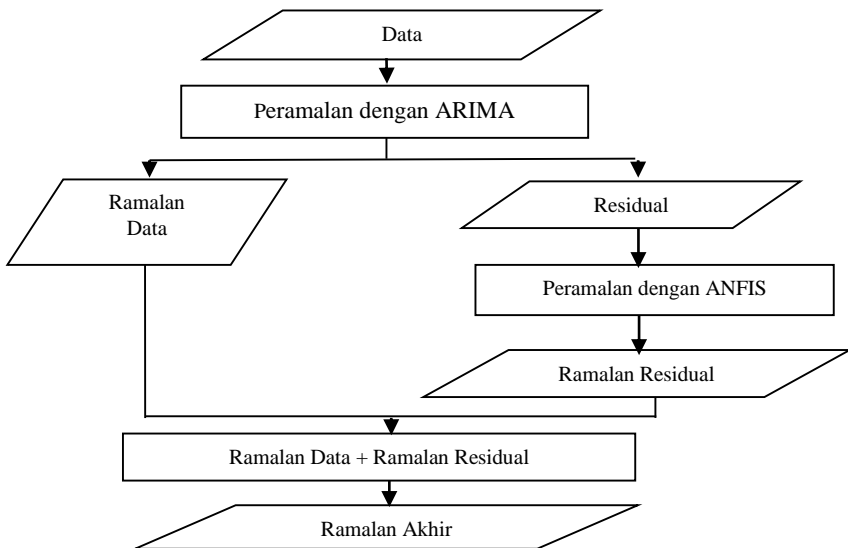 Data
Peramalan dengan ARIMA
Ramalan
Data
Residual
Peramalan dengan ANFIS
Ramalan Residual
Ramalan Data + Ramalan Residual
Ramalan Akhir